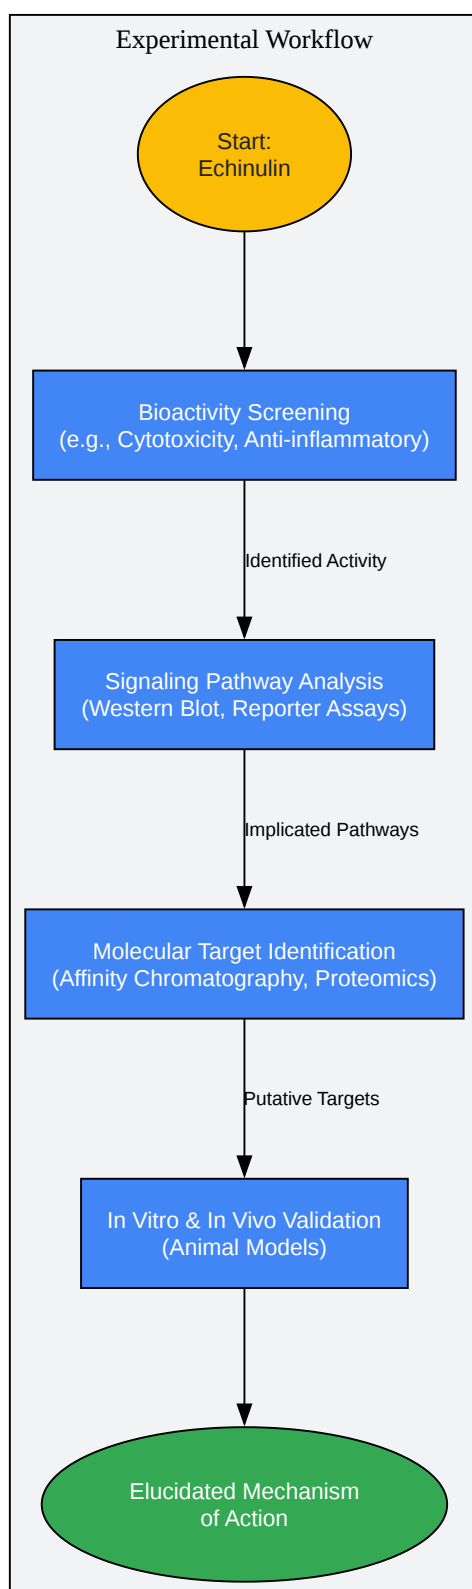 Experimental Workflow
Start:
Echinulin
Bioactivity Screening
(e.g., Cytotoxicity, Anti-inflammatory)
Identified Activity
Signaling Pathway Analysis
(Western Blot, Reporter Assays)
Implicated Pathways
Molecular Target Identification
(Affinity Chromatography, Proteomics)
Putative Targets
In Vitro & In Vivo Validation
(Animal Models)
Elucidated Mechanism
of Action